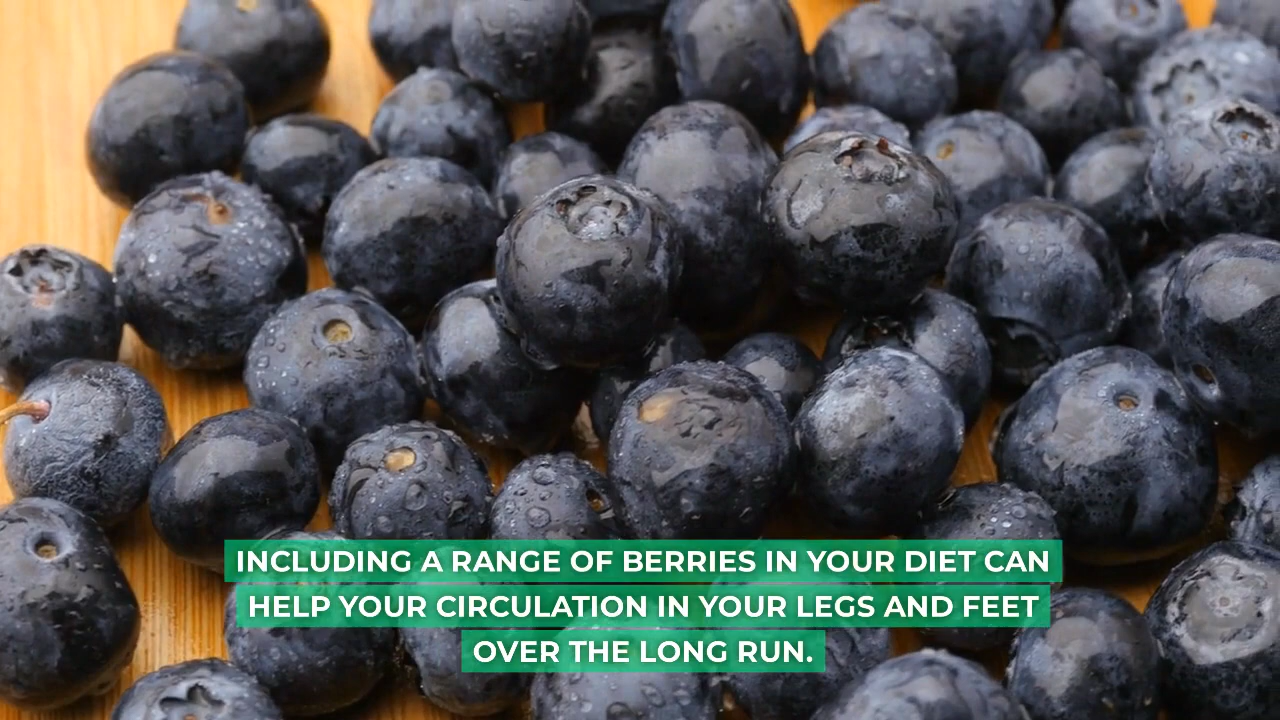 INCLUDING A RANGE OF BERRIES IN YOUR DIET CAN
HELP YOUR CIRCULATION IN YOUR LEGS AND FEET
OVER THE LONG RUN.